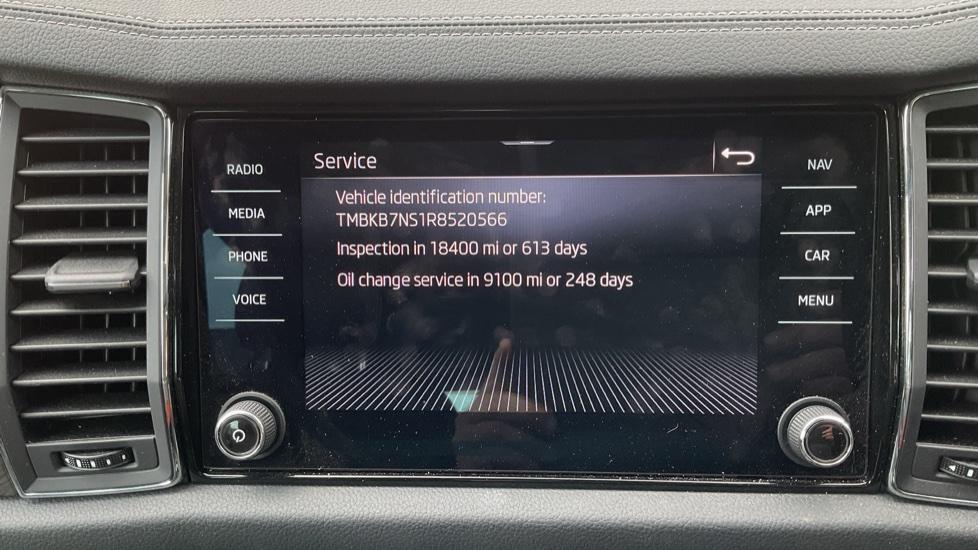 Service
Vehicle identification number:
TMBKB7NS1R8520566
Inspection in 18400 mi or 613 days
Oil change service in 9100 mi or 248 days
RADIO
MEDIA
PHONE
VOICE
NAV
APP
CAR
MENU